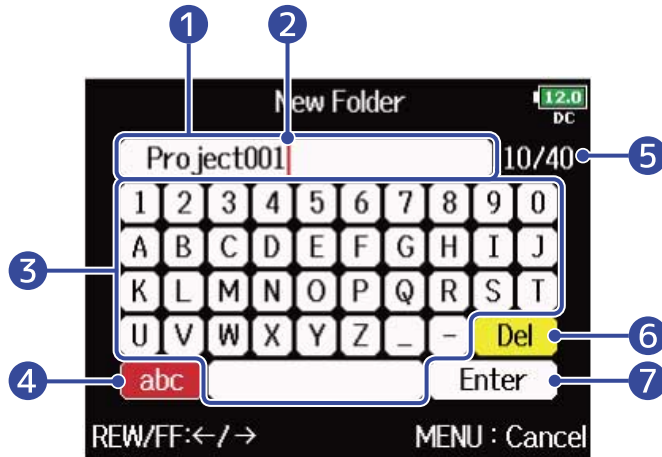 1 2
New Folder 12.0
DC
Project001 10/40 5
1 2 3 4 5 6 7 8 9 0
A B C D E F G H I J
3
K L M N O P Q R S T
U V W X Y Z _ - Del 6
4 abc Enter 7
REW/FF:←/→ MENU : Cancel